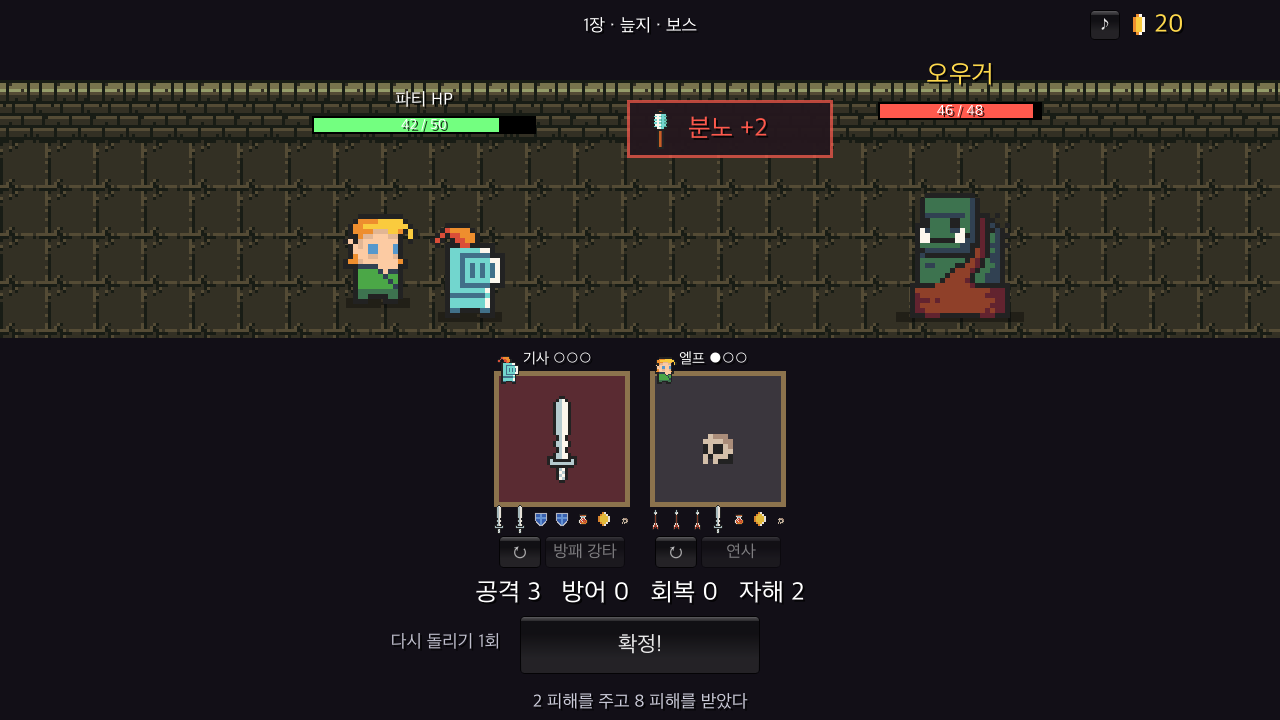 1장 · 늪지 · 보스
♪
20
오우거
파티 HP
42 / 50
분노 +2
46 / 48
기사 ○○○
엘프 ●○○
↻ 방패 강타
↻ 연사
공격 3 방어 0 회복 0 자해 2
다시 돌리기 1회
확정!
2 피해를 주고 8 피해를 받았다